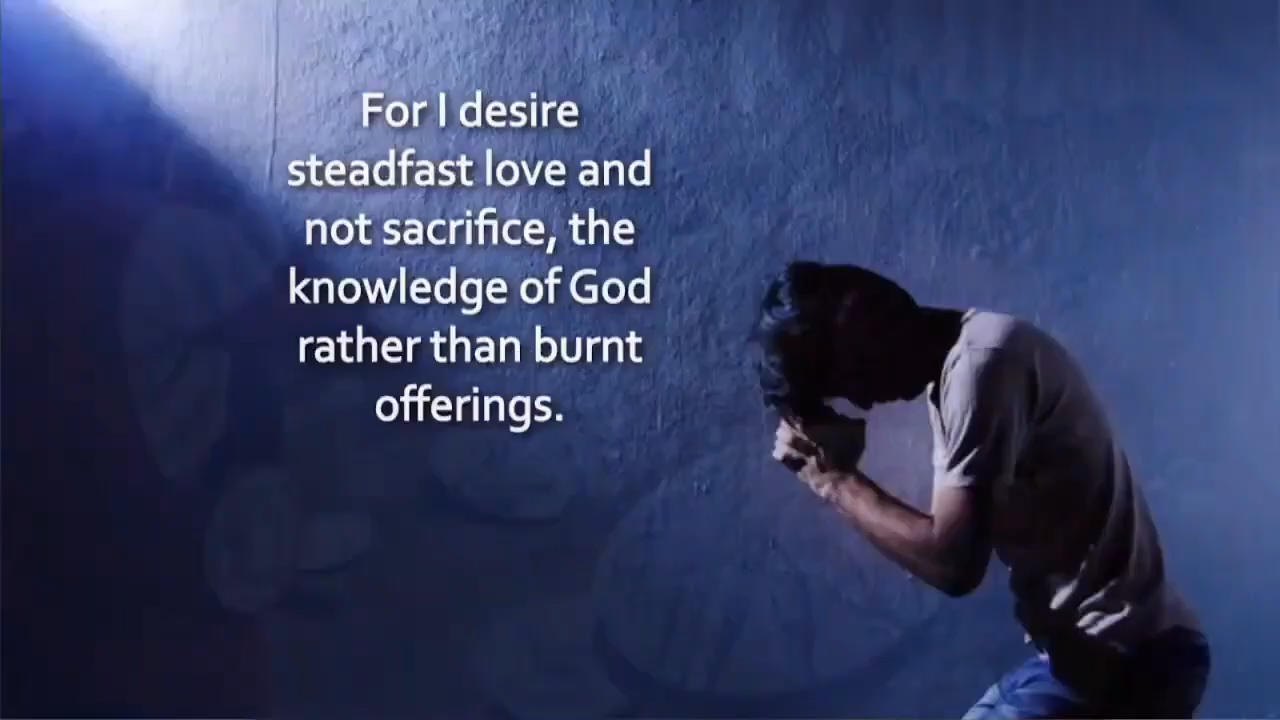 For I desire
steadfast love and
not sacrifice, the
knowledge of God
rather than burnt
offerings.